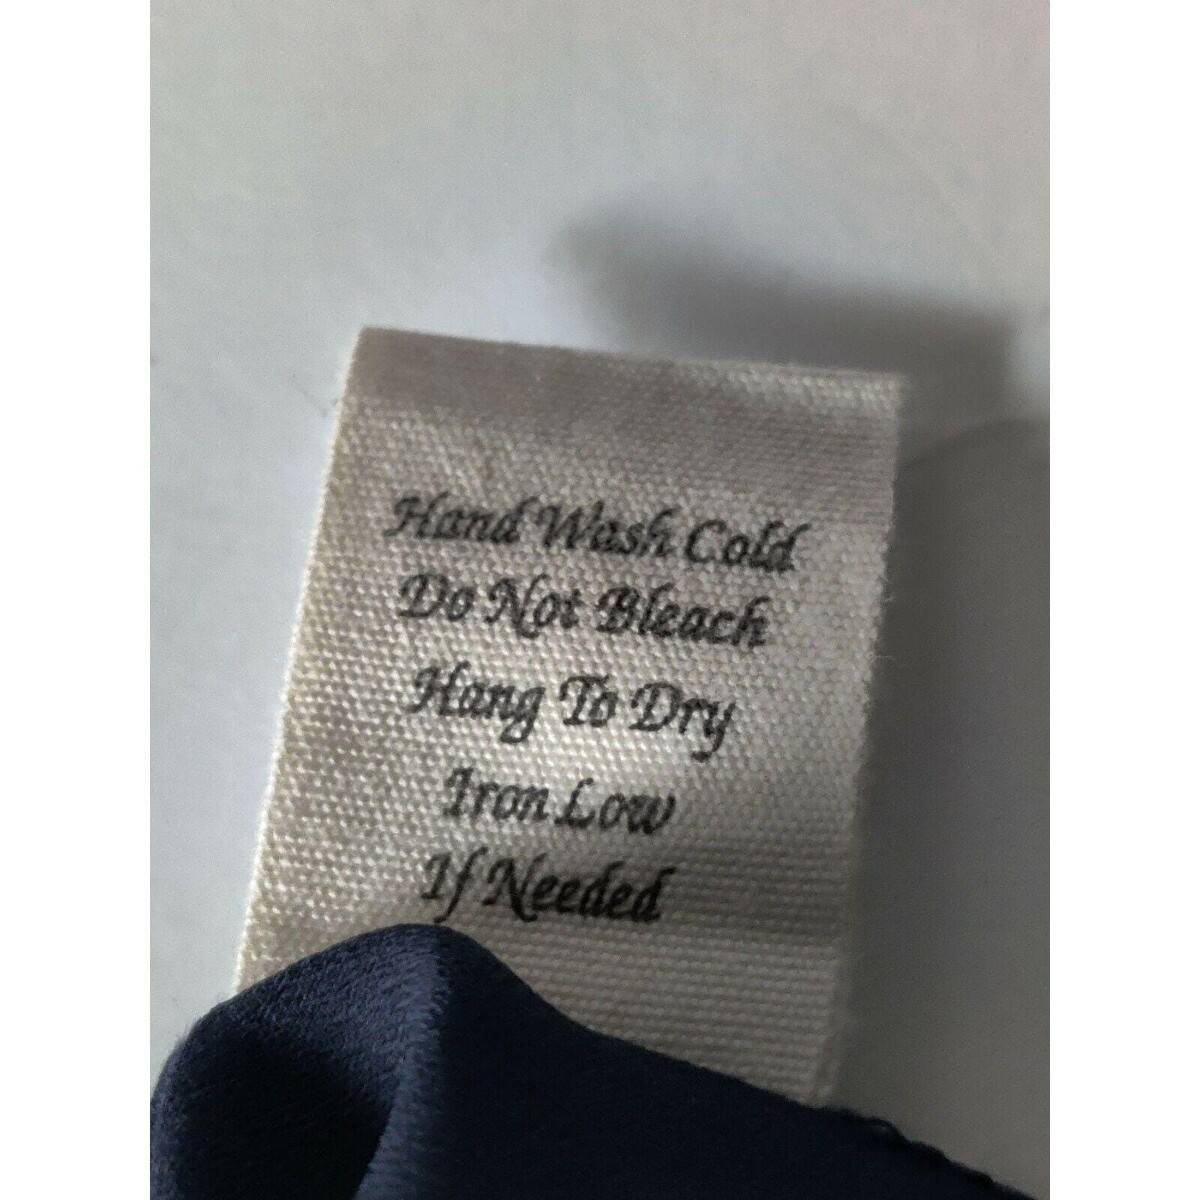 Hand Wash Cold
Do Not Bleach
Hang To Dry
Iron Low
If Needed